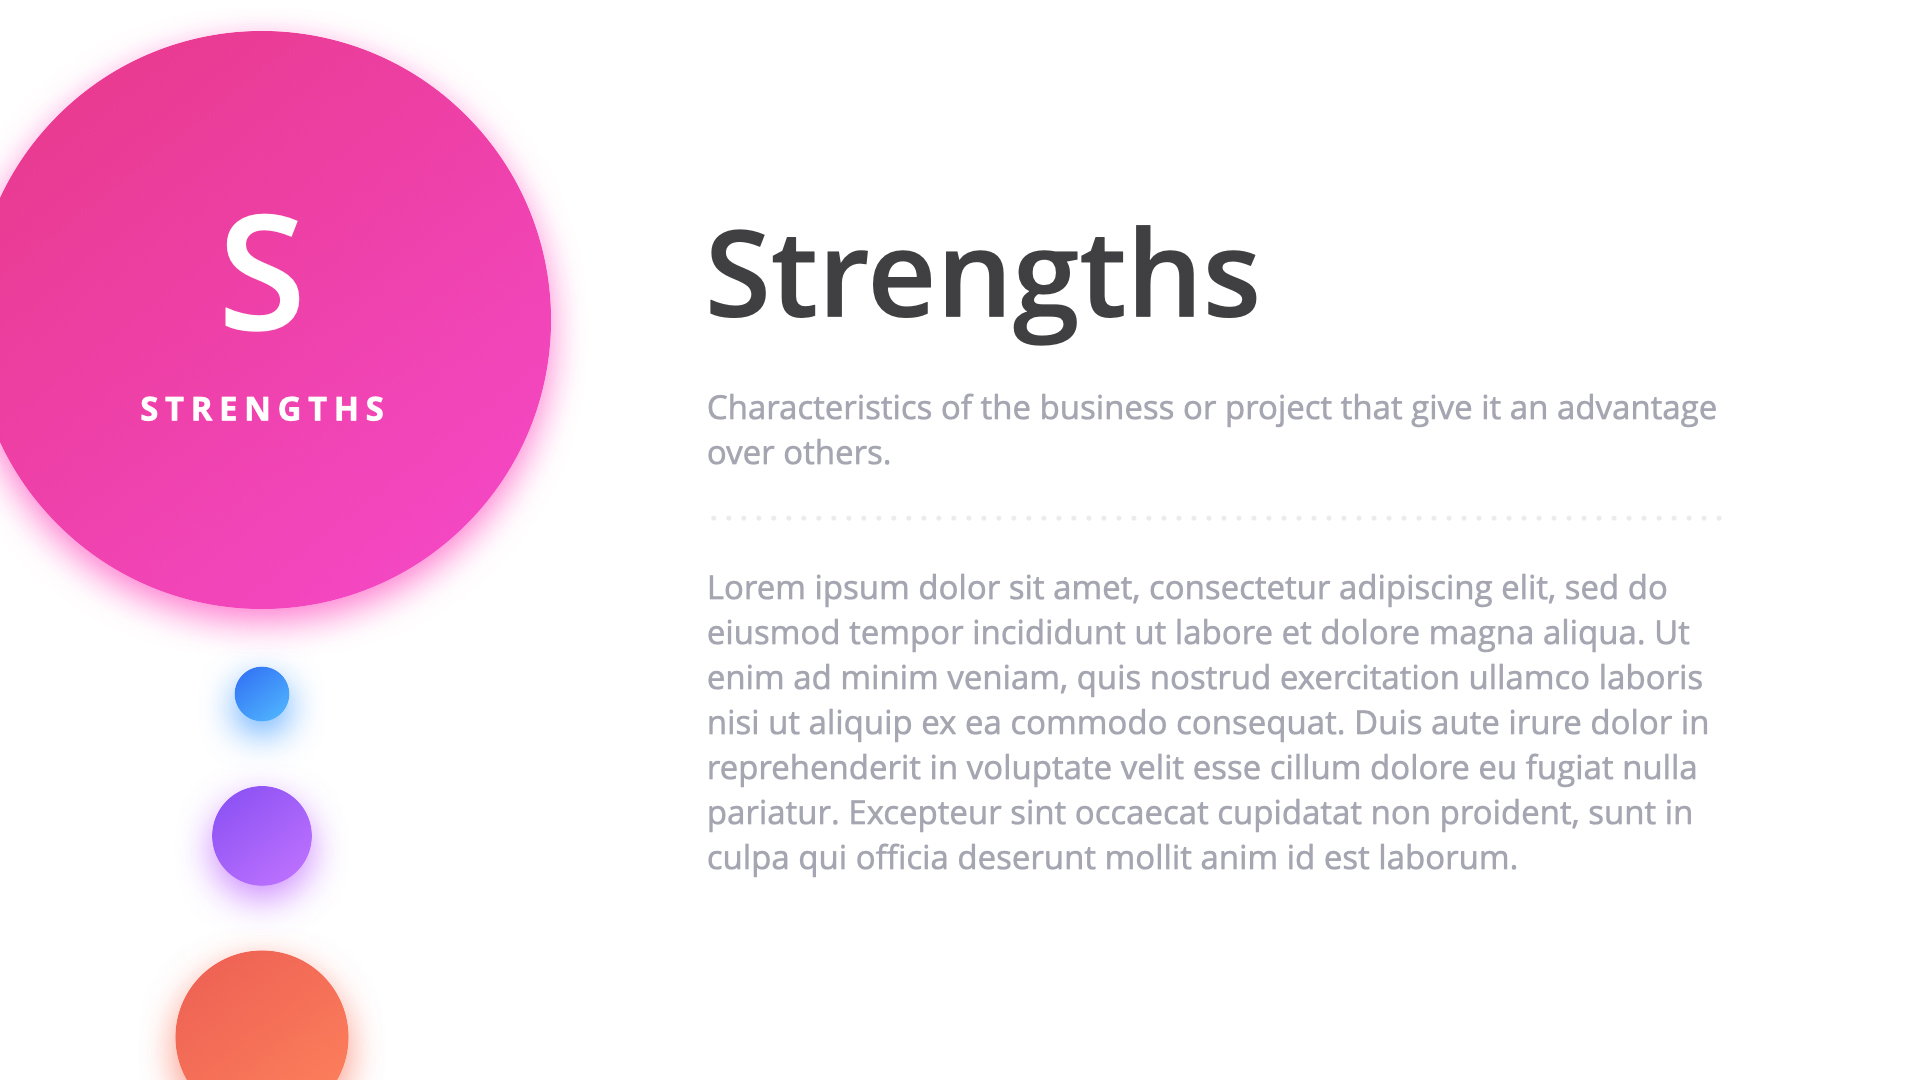 S
STRENGTHS
Strengths
Characteristics of the business or project that give it an advantage
over others.
Lorem ipsum dolor sit amet, consectetur adipiscing elit, sed do
eiusmod tempor incididunt ut labore et dolore magna aliqua. Ut
enim ad minim veniam, quis nostrud exercitation ullamco laboris
nisi ut aliquip ex ea commodo consequat. Duis aute irure dolor in
reprehenderit in voluptate velit esse cillum dolore eu fugiat nulla
pariatur. Excepteur sint occaecat cupidatat non proident, sunt in
culpa qui officia deserunt mollit anim id est laborum.